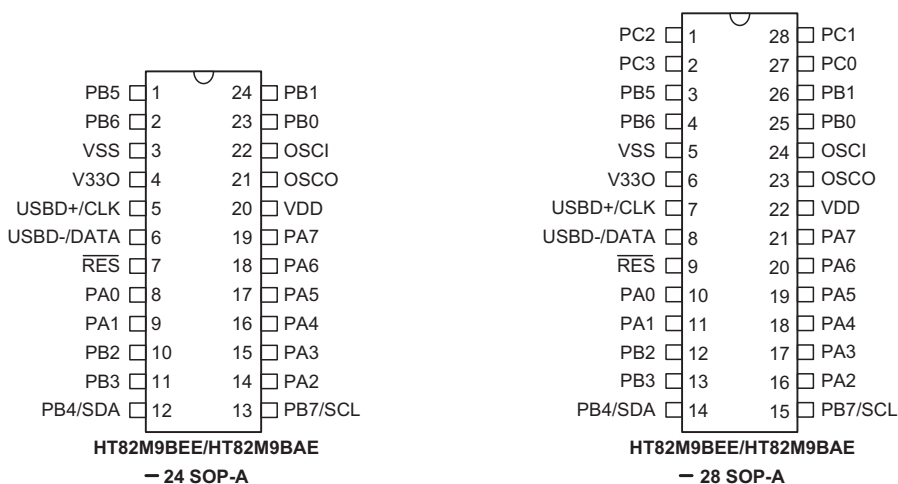 PB5 1 24 PB1
PB6 2 23 PB0
VSS 3 22 OSCI
V33O 4 21 OSCO
USBD+/CLK 5 20 VDD
USBD-/DATA 6 19 PA7
RES 7 18 PA6
PA0 8 17 PA5
PA1 9 16 PA4
PB2 10 15 PA3
PB3 11 14 PA2
PB4/SDA 12 13 PB7/SCL
HT82M9BEE/HT82M9BAE
– 24 SOP-A
PC2 1 28 PC1
PC3 2 27 PC0
PB5 3 26 PB1
PB6 4 25 PB0
VSS 5 24 OSCI
V33O 6 23 OSCO
USBD+/CLK 7 22 VDD
USBD-/DATA 8 21 PA7
RES 9 20 PA6
PA0 10 19 PA5
PA1 11 18 PA4
PB2 12 17 PA3
PB3 13 16 PA2
PB4/SDA 14 15 PB7/SCL
HT82M9BEE/HT82M9BAE
– 28 SOP-A